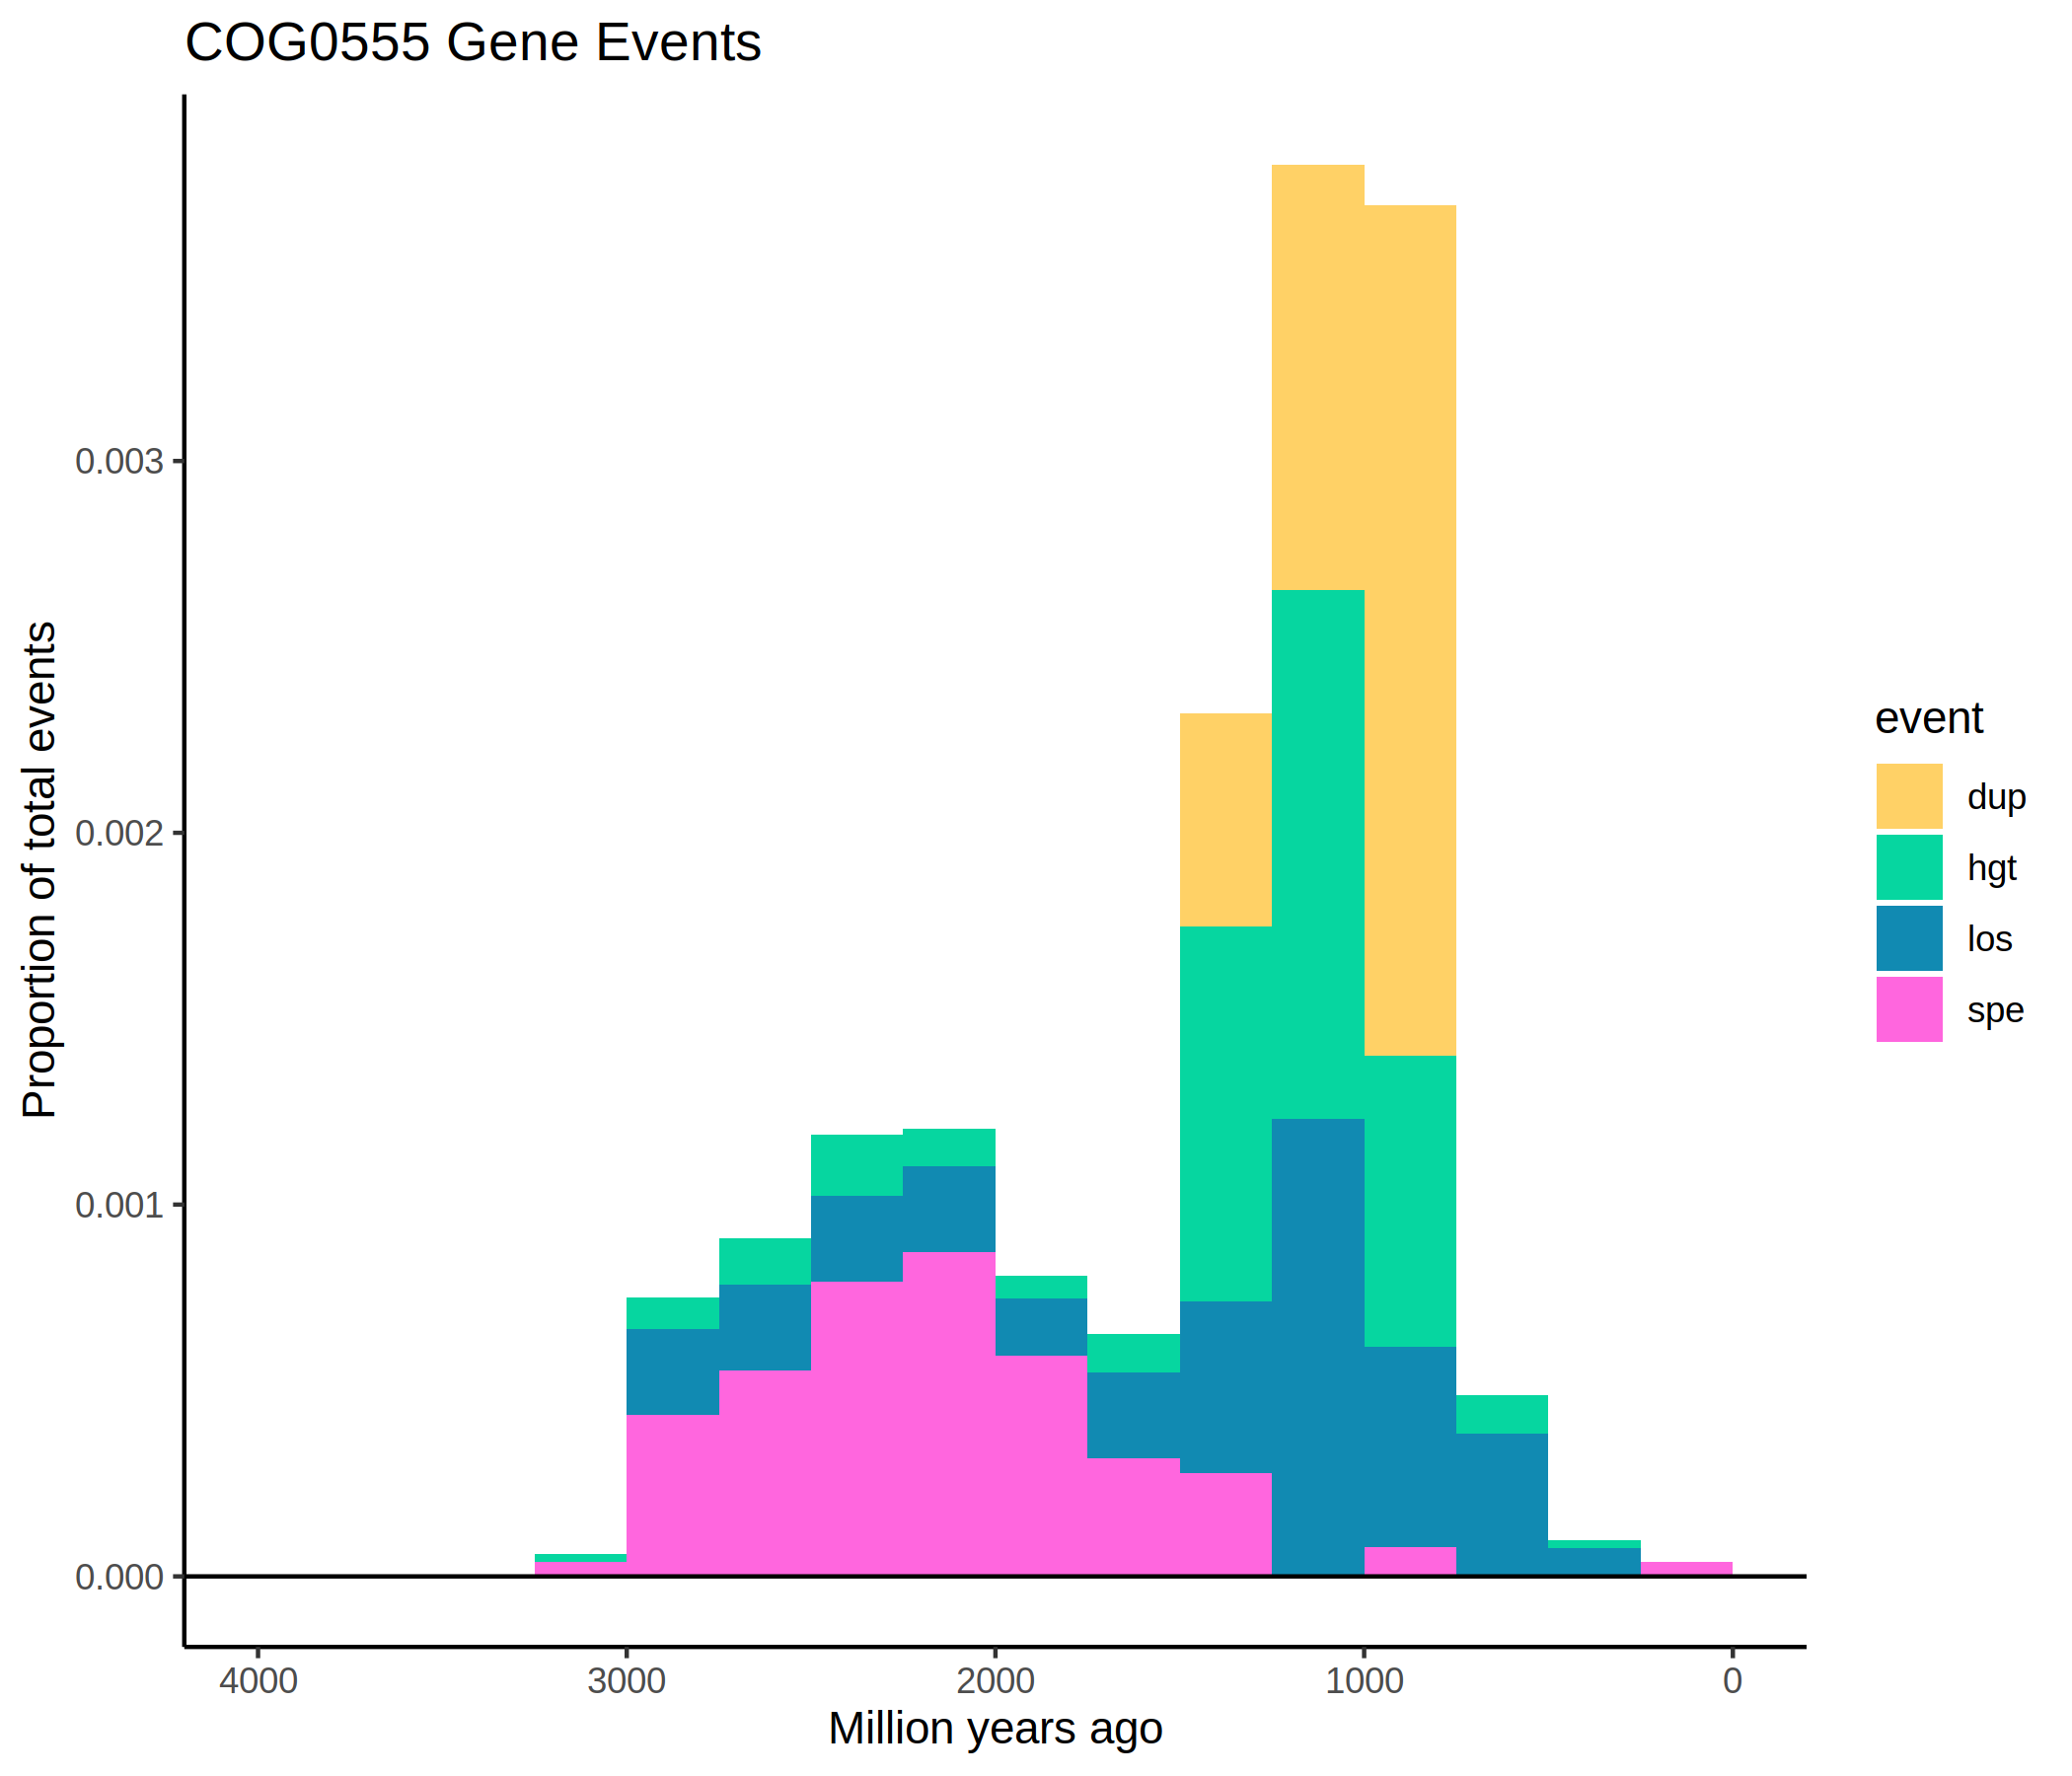 COG0555 Gene Events
Proportion of total events
0.003
0.002
0.001
0.000
4000 3000 2000 1000 0
Million years ago
event
dup
hgt
los
spe